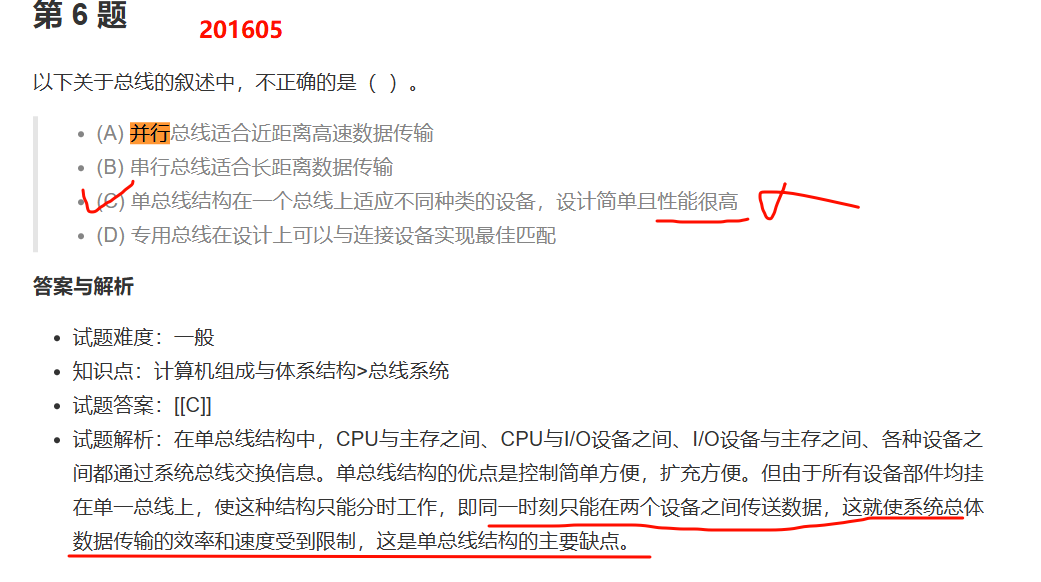 第 6 题
201605
以下关于总线的叙述中，不正确的是（  ）。
(A) 并行总线适合近距离高速数据传输
(B) 串行总线适合长距离数据传输
(C) 单总线结构在一个总线上适应不同种类的设备，设计简单且性能很高
(D) 专用总线在设计上可以与连接设备实现最佳匹配
答案与解析
试题难度：一般
知识点：计算机组成与体系结构>总线系统
试题答案：[[C]]
试题解析：在单总线结构中，CPU与主存之间、CPU与I/O设备之间、I/O设备与主存之间、各种设备之
间都通过系统总线交换信息。单总线结构的优点是控制简单方便，扩充方便。但由于所有设备部件均挂
在单一总线上，使这种结构只能分时工作，即同一时刻只能在两个设备之间传送数据，这就使系统总体
数据传输的效率和速度受到限制，这是单总线结构的主要缺点。